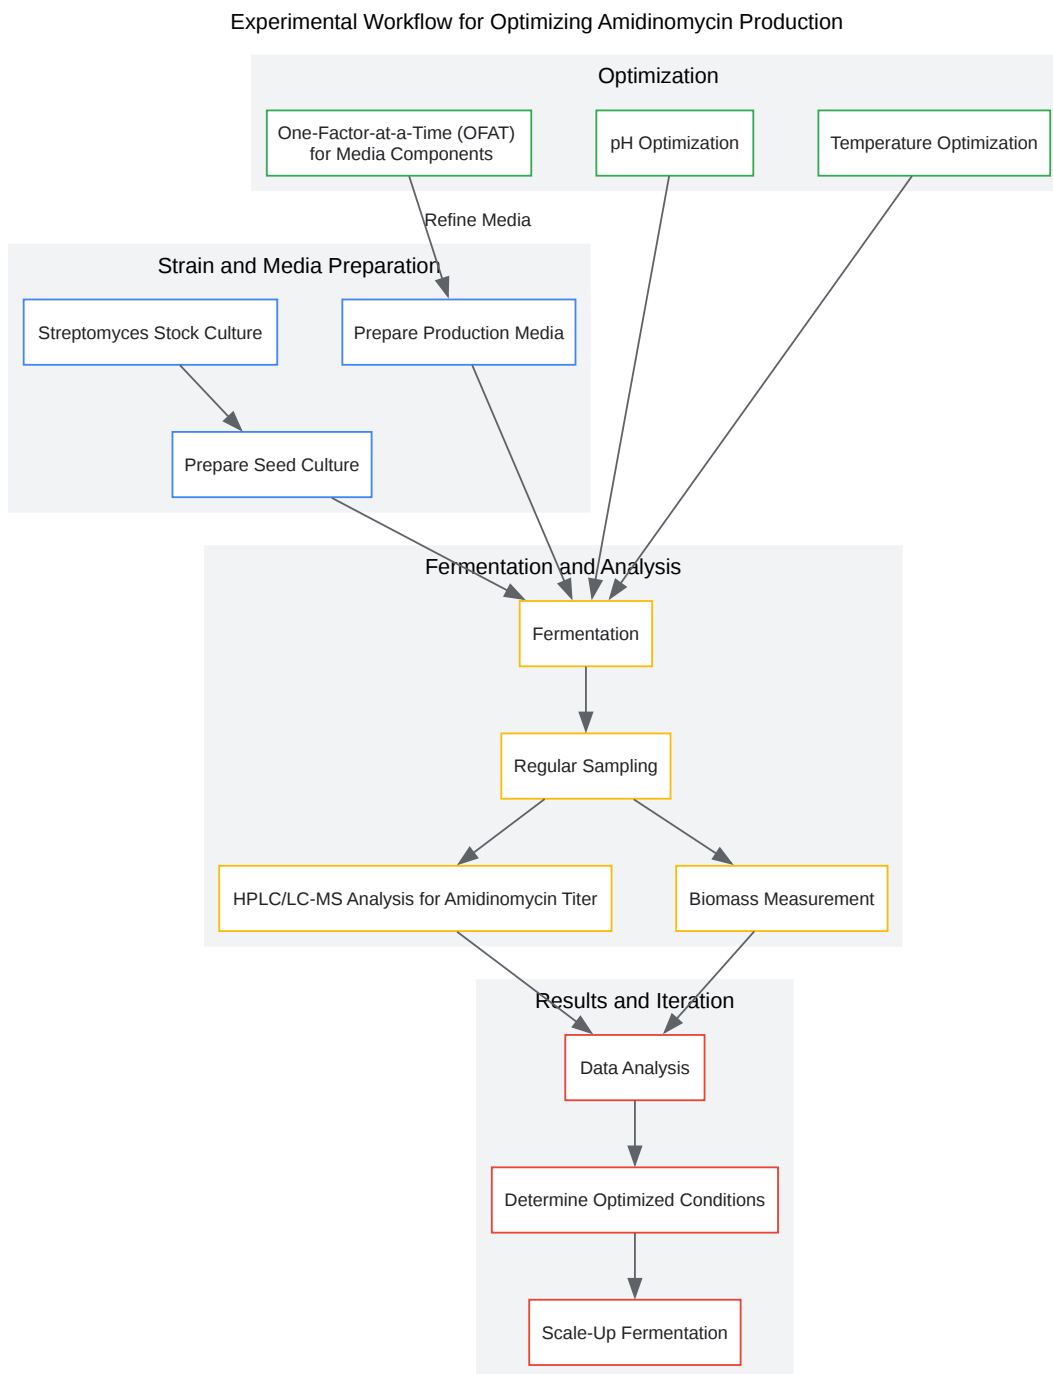 Experimental Workflow for Optimizing Amidinomycin Production
Optimization
One-Factor-at-a-Time (OFAT)
for Media Components
pH Optimization
Temperature Optimization
Refine Media
Strain and Media Preparation
Streptomyces Stock Culture
Prepare Production Media
Prepare Seed Culture
Fermentation and Analysis
Fermentation
Regular Sampling
HPLC/LC-MS Analysis for Amidinomycin Titer
Biomass Measurement
Results and Iteration
Data Analysis
Determine Optimized Conditions
Scale-Up Fermentation